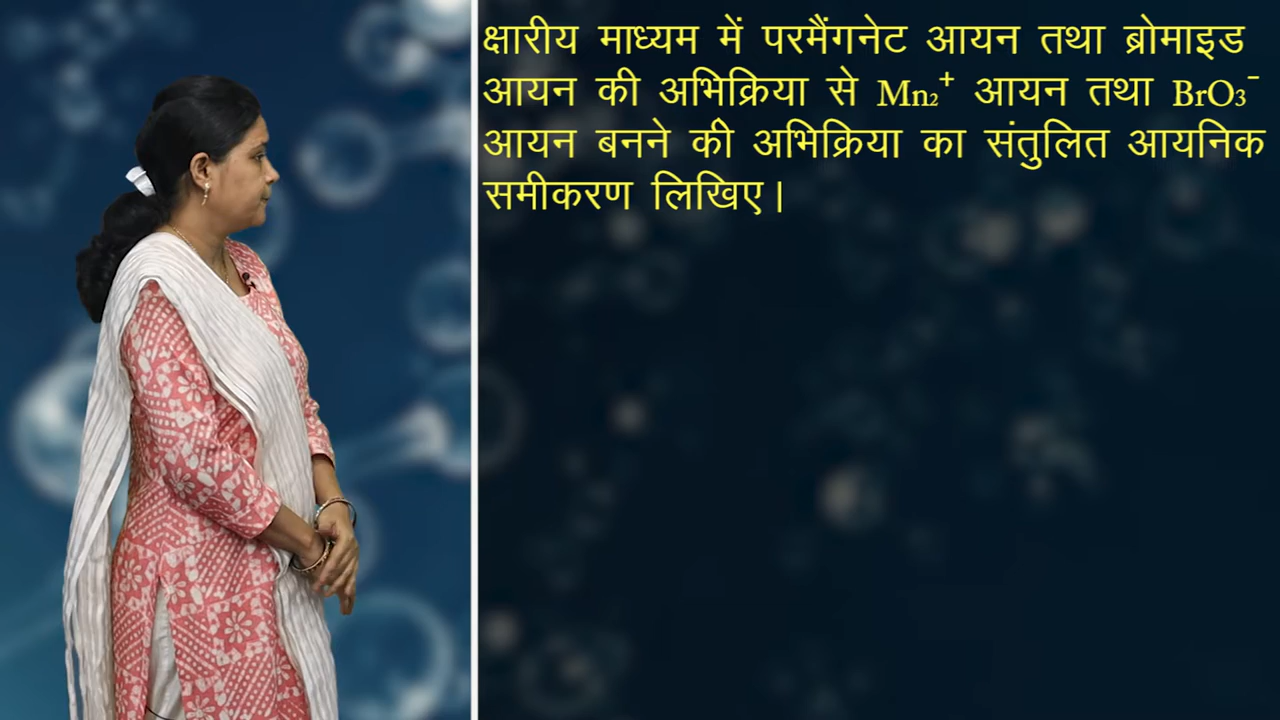 क्षारीय माध्यम में परमैंगनेट आयन तथा ब्रोमाइड
आयन की अभिक्रिया से Mn₂⁺ आयन तथा BrO₃⁻
आयन बनने की अभिक्रिया का संतुलित आयनिक
समीकरण लिखिए।